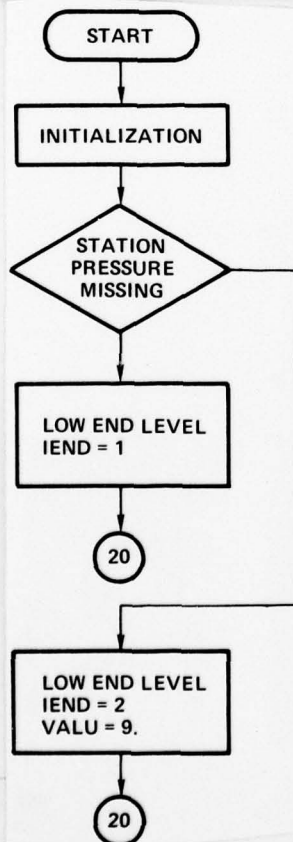 START
INITIALIZATION
STATION
PRESSURE
MISSING
LOW END LEVEL
IEND = 1
20
LOW END LEVEL
IEND = 2
VALU = 9.
20